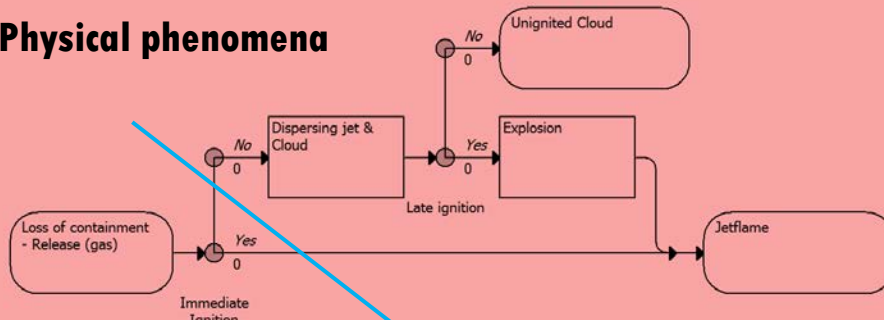 Physical phenomena
No
0
Unignited Cloud
No
0
Dispersing jet &
Cloud
Yes
0
Explosion
Late ignition
Loss of containment
- Release (gas)
Yes
0
Jetflame
Immediate
Ignition